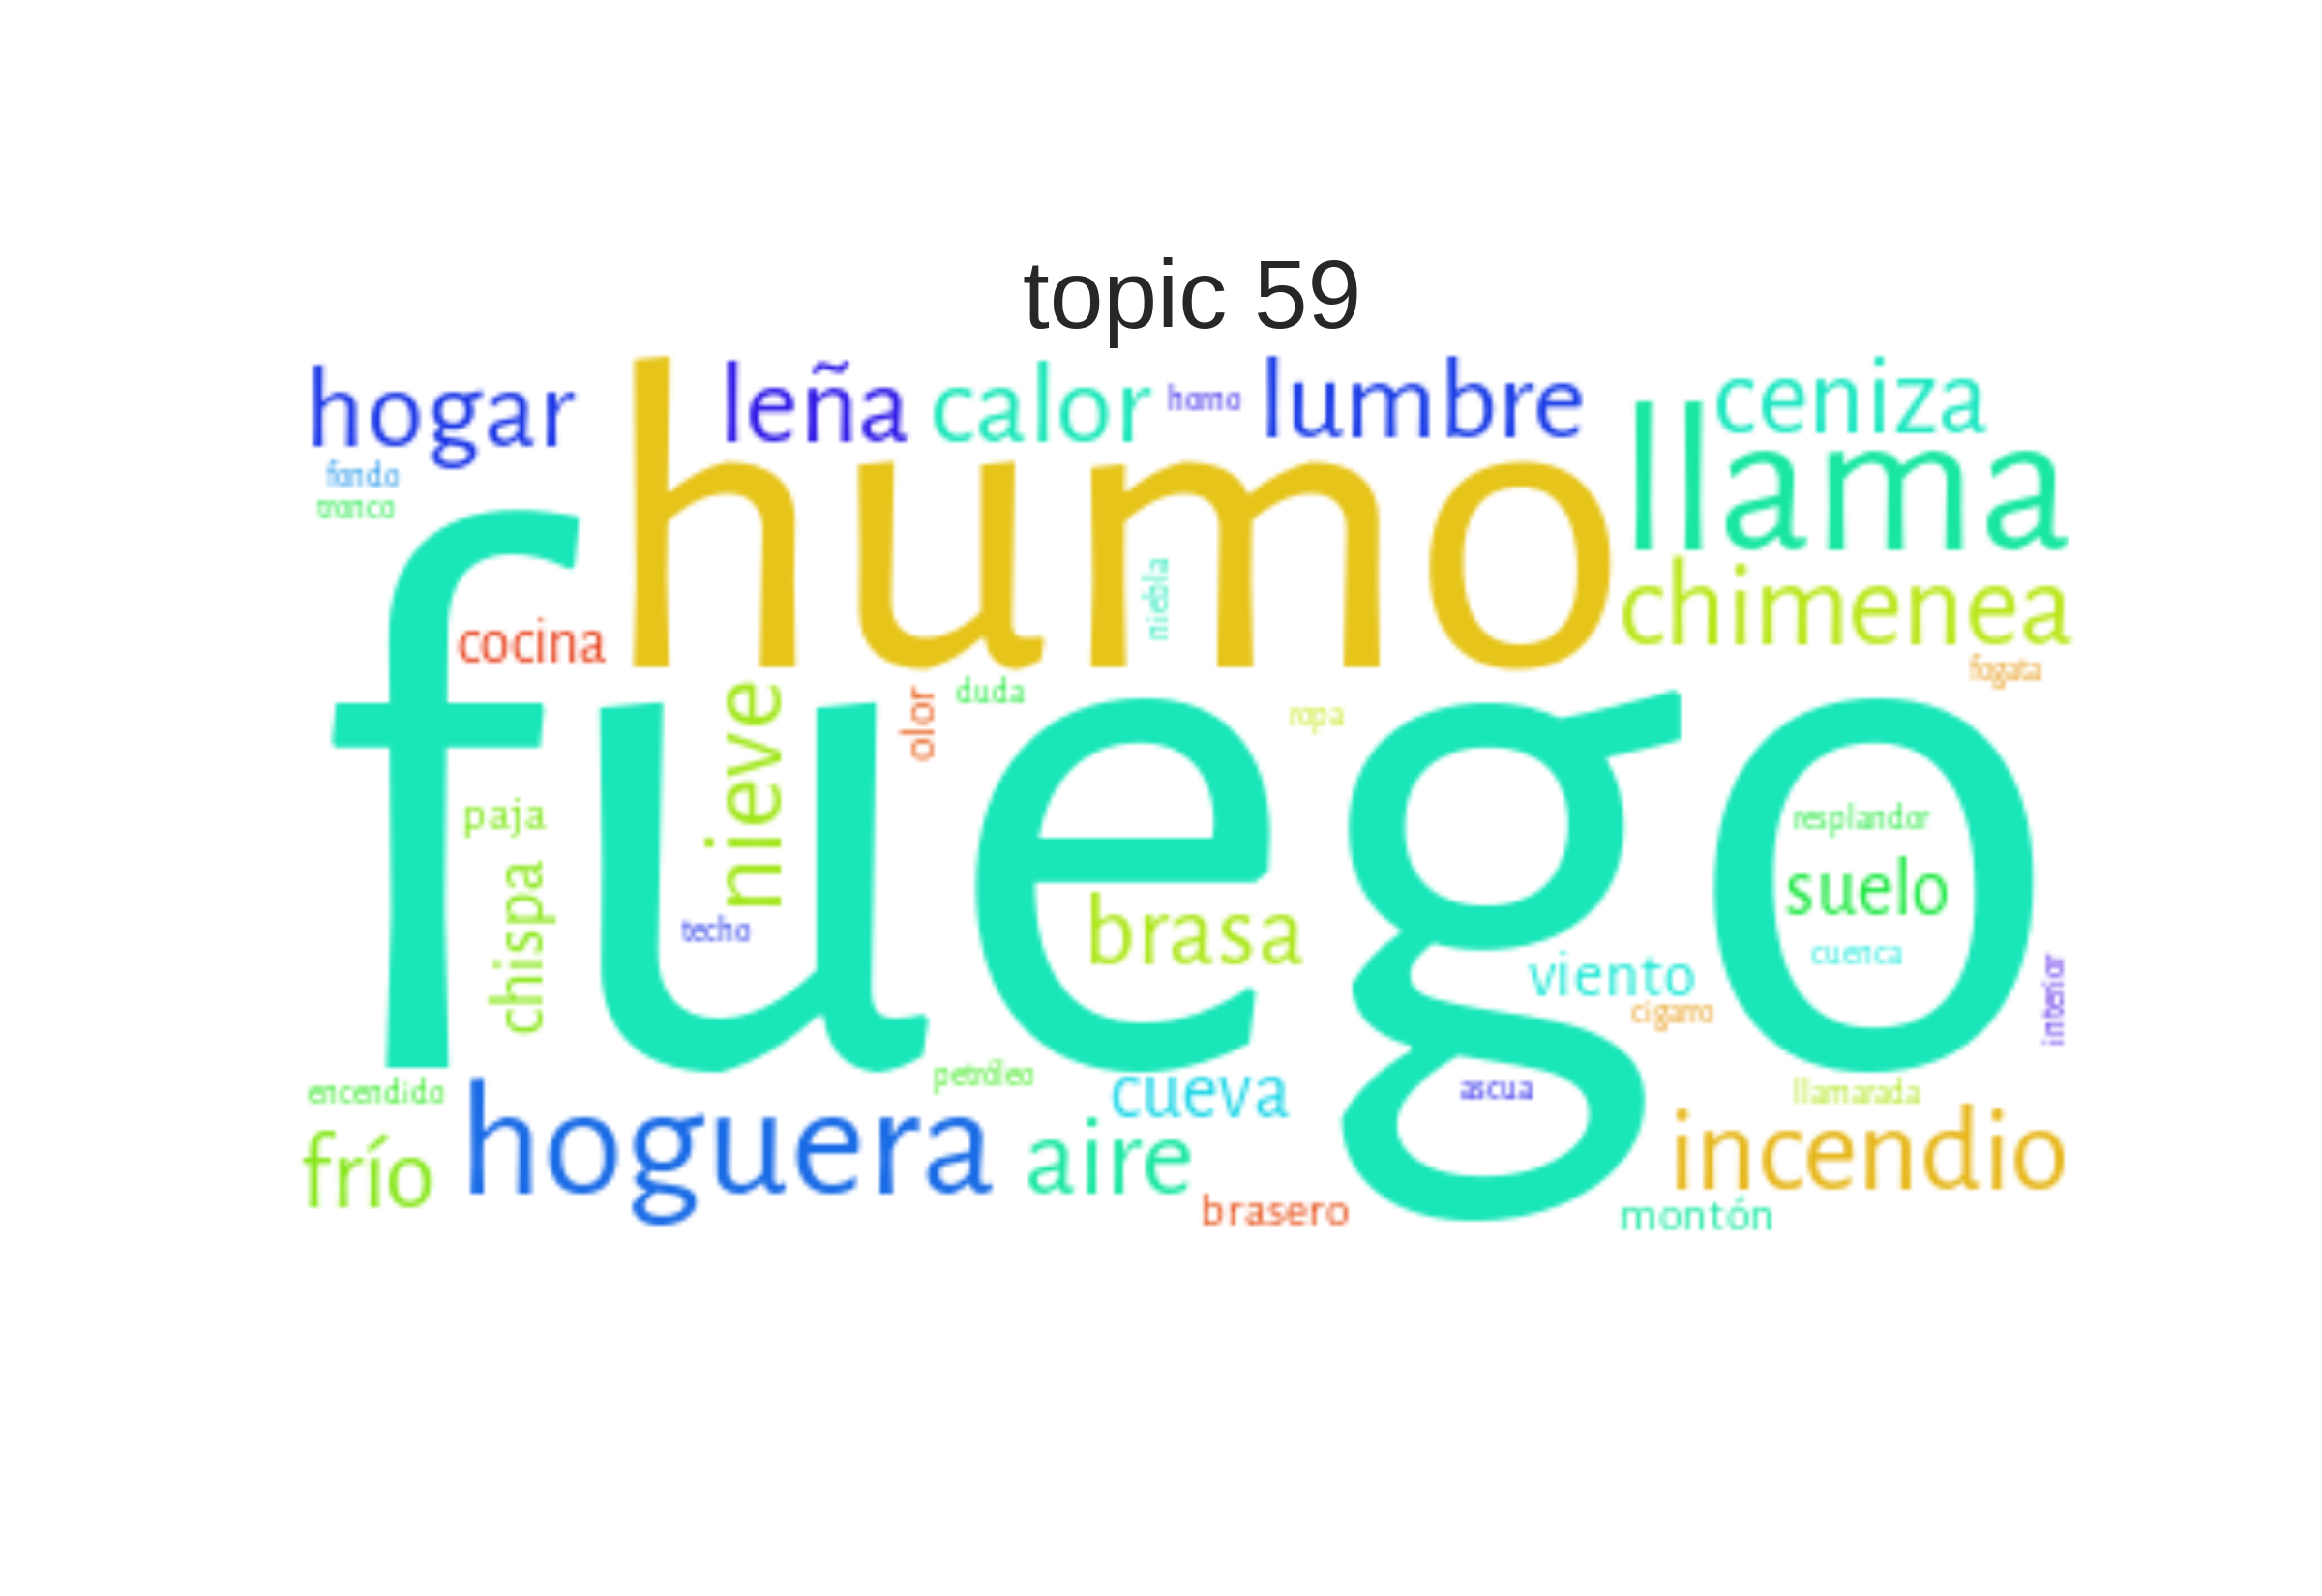 topic 59
hogar leña calor lumbre ceniza
humo llama
fondo
tronco
chimenea
niebla
cocina
fogata
fuego
nieve olor duda ropa
paja resplandor
chispa suelo
techo brasa cuenca
viento
cigarro interior
encendido petróleo cueva ascua llamarada
frío hoguera aire incendio
brasero montón